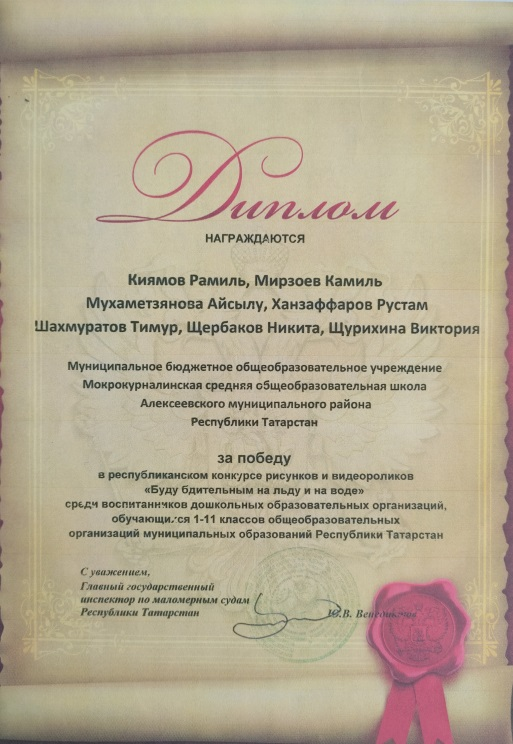 Диплом
НАГРАЖДАЮТСЯ
Киямов Рамиль, Мирзоев Камиль
Мухаметзянова Айсылу, Ханзаффаров Рустам
Шахмуратов Тимур, Щербаков Никита, Щурихина Виктория
Муниципальное бюджетное общеобразовательное учреждение
Мокрокурналинская средняя общеобразовательная школа
Алексеевского муниципального района
Республики Татарстан
за победу
в республиканском конкурсе рисунков и видеороликов
«Буду бдительным на льду и на воде»
среди воспитанников дошкольных образовательных организаций,
обучающихся 1-11 классов общеобразовательных
организаций муниципальных образований Республики Татарстан
С уважением,
Главный государственный
инспектор по маломерным судам
Республики Татарстан Ю.В. Венедиктов